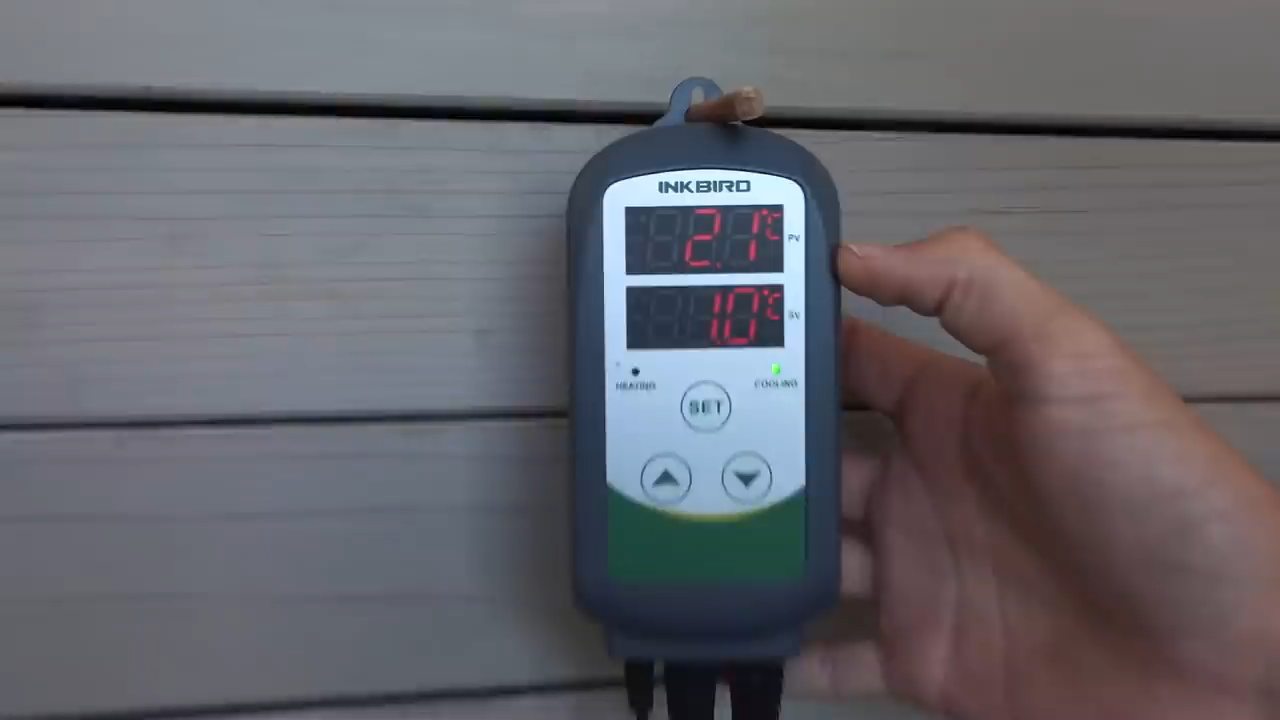 INKBIRD
2.1℃ PV
1.0℃ SV
HEATING COOLING
SET